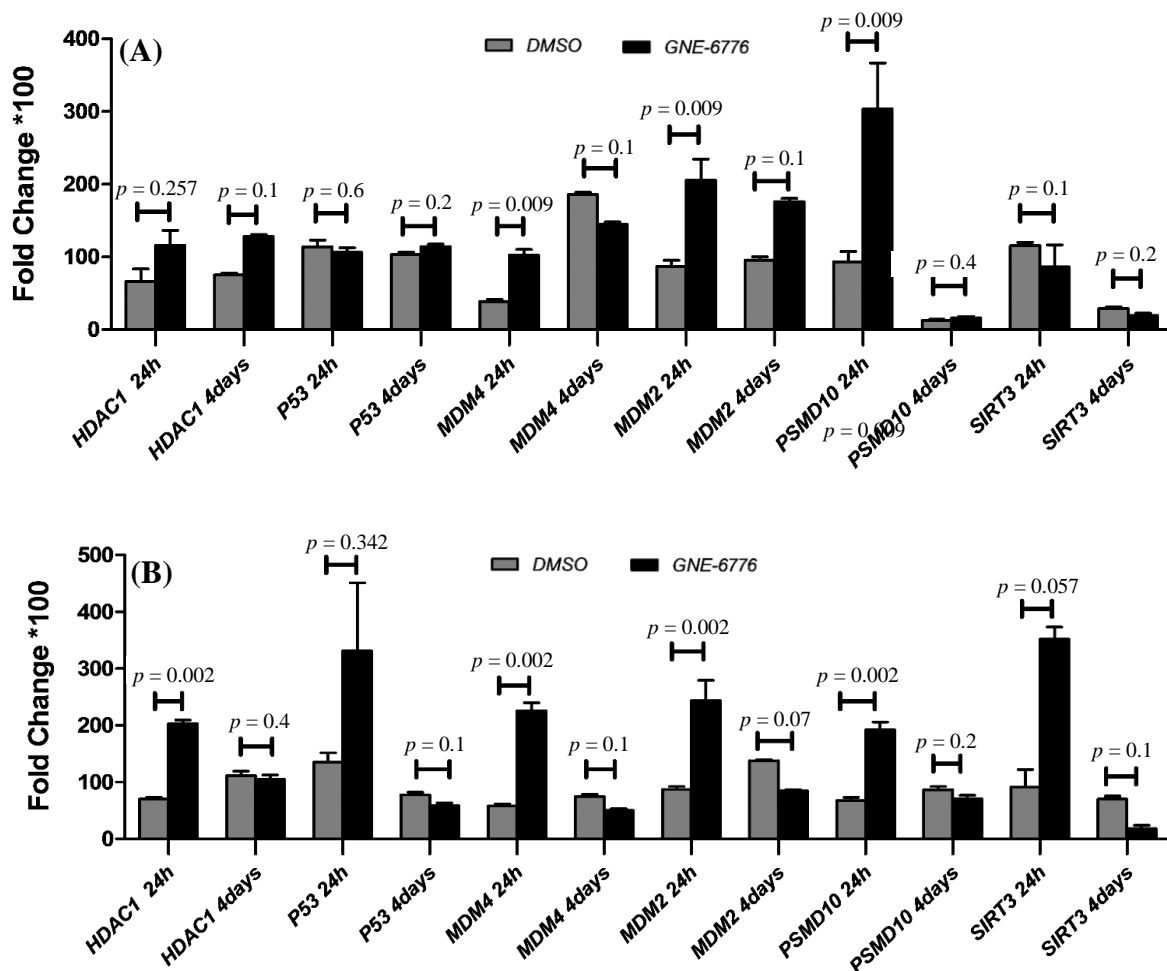 (A)
DMSO GNE-6776
Fold Change *100
400
300
200
100
0
p = 0.257
p = 0.1
p = 0.6
p = 0.2
p = 0.009
p = 0.1
p = 0.009
p = 0.1
p = 0.009
p = 0.4
p = 0.1
p = 0.2
HDAC1 24h
HDAC1 4days
P53 24h
P53 4days
MDM4 24h
MDM4 4days
MDM2 24h
MDM2 4days
PSMD10 24h
PSMD10 4days
SIRT3 24h
SIRT3 4days
p = 0.009
(B)
DMSO GNE-6776
Fold Change *100
500
400
300
200
100
0
p = 0.002
p = 0.4
p = 0.342
p = 0.1
p = 0.002
p = 0.1
p = 0.002
p = 0.07
p = 0.002
p = 0.2
p = 0.057
p = 0.1
HDAC1 24h
HDAC1 4days
P53 24h
P53 4days
MDM4 24h
MDM4 4days
MDM2 24h
MDM2 4days
PSMD10 24h
PSMD10 4days
SIRT3 24h
SIRT3 4days